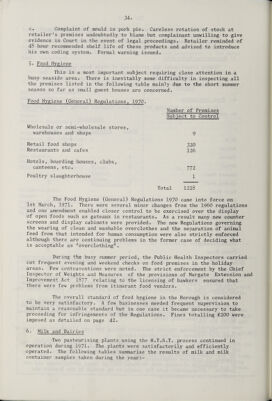 34.
c. Complaint of mould in pork pie. Careless rotation of stock at
retailer's premises undoubtedly to blame but complainant unwilling to give
evidence in Court in the event of legal proceedings. Retailer reminded of
48 hour recommended shelf life of these products and advised to introduce
his own coding system. Formal warning issued.
5. Food Hygiene
This is a most important subject requiring close attention in a
busy seaside area. There is inevitably some difficulty in inspecting all
the premises listed in the following table mainly due to the short summer
season so far as small guest houses are concerned.
Food Hygiene (General) Regulations, 1970.
Number of Premises
Subject to Control
Wholesale or semi-wholesale stores,
warehouses and shops 9
Retail food shops 320
Restaurants and cafes 126
Hotels, boarding houses, clubs,
canteens, etc. 772
Poultry slaughterhouse 1
Total 1228
The Food Hygiene (General) Regulations 1970 came into force on
1st March, 1971. There were several minor changes from the 1960 regulations
and one amendment enabled closer control to be exercised over the display
of open foods such as gateaux in restaurants. As a result many new counter
screens and display cabinets were provided. The new Regulations governing
the wearing of clean and washable overclothes and the separation of animal
feed from that intended for human consumption were also strictly enforced
although there are continuing problems in the former case of deciding what
is acceptable as "overclothing".
During the busy summer period, the Public Health Inspectors carried
out frequent evening and weekend checks on food premises in the holiday
areas. Few contraventions were noted. The strict enforcement by the Chief
Inspector of Weights and Measures of the provisions of Margate Extension and
Improvement Act 1877 relating to the licensing of hawkers ensured that
there were few problems from itinerant food vendors.
The overall standard of food hygiene in the Borough is considered
to be very satisfactory. A few businesses needed frequent supervision to
maintain a reasonable standard but in one case it became necessary to take
proceeding for infringements of the Regulations. Fines totalling £200 were
imposed as detailed on page 42.
6. Milk and Dairies
Two pasteurising plants using the H.T.S.T. process continued in
operation during 1971. The plants were satisfactorily and efficiently
operated. The following tables summarise the results of milk and milk
container samples taken during the year:-